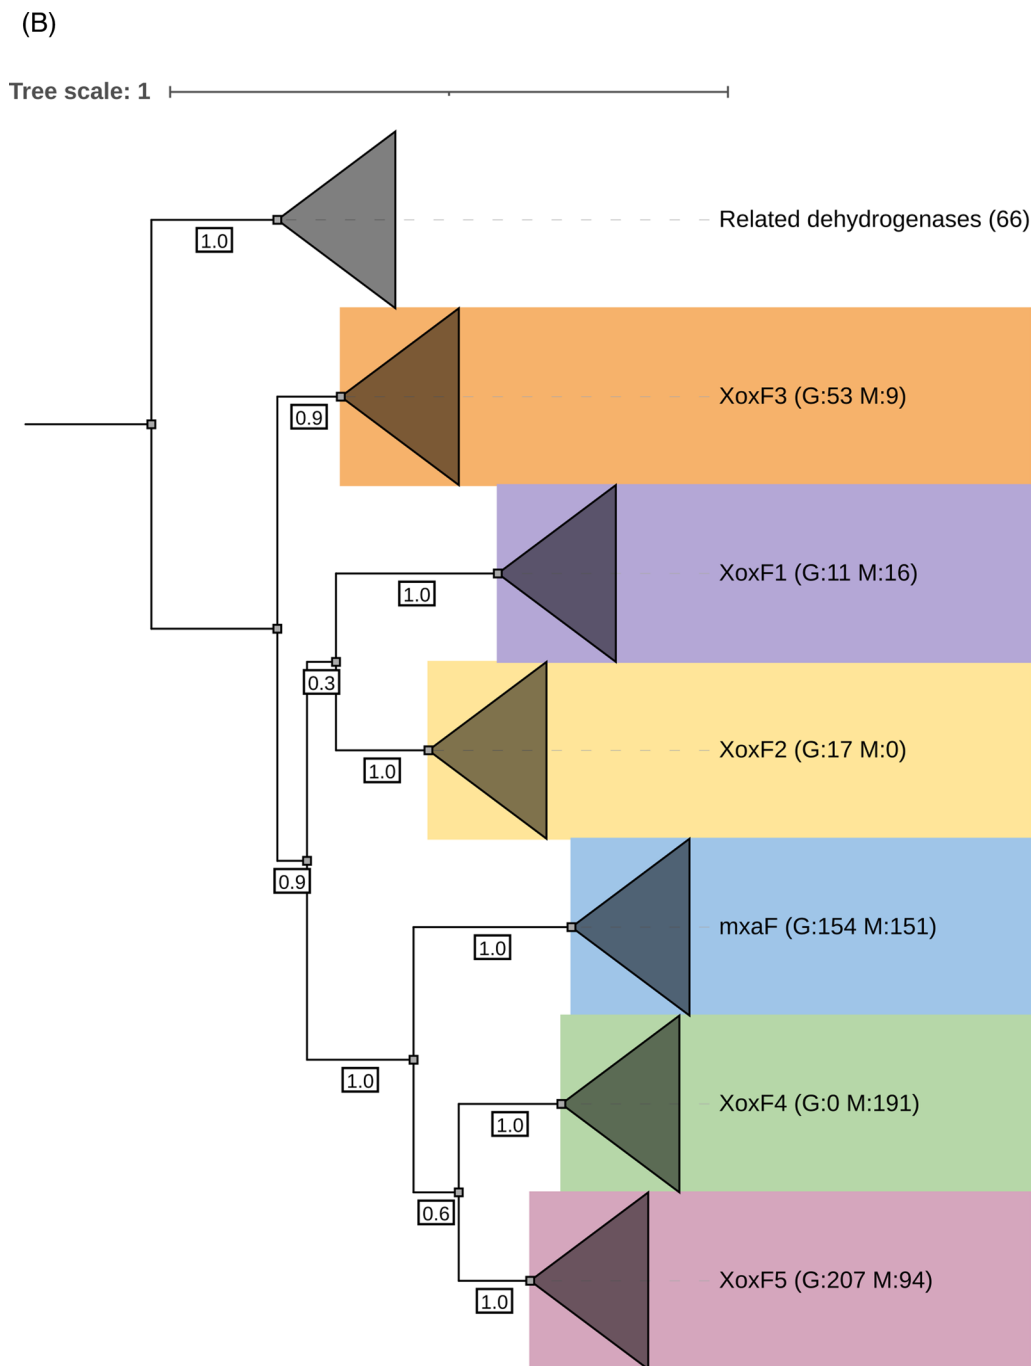 (B)
Tree scale: 1
Related dehydrogenases (66)
1.0
XoxF3 (G:53 M:9)
0.9
XoxF1 (G:11 M:16)
1.0
0.3
XoxF2 (G:17 M:0)
1.0
0.9
mxaF (G:154 M:151)
1.0
1.0
XoxF4 (G:0 M:191)
1.0
0.6
XoxF5 (G:207 M:94)
1.0